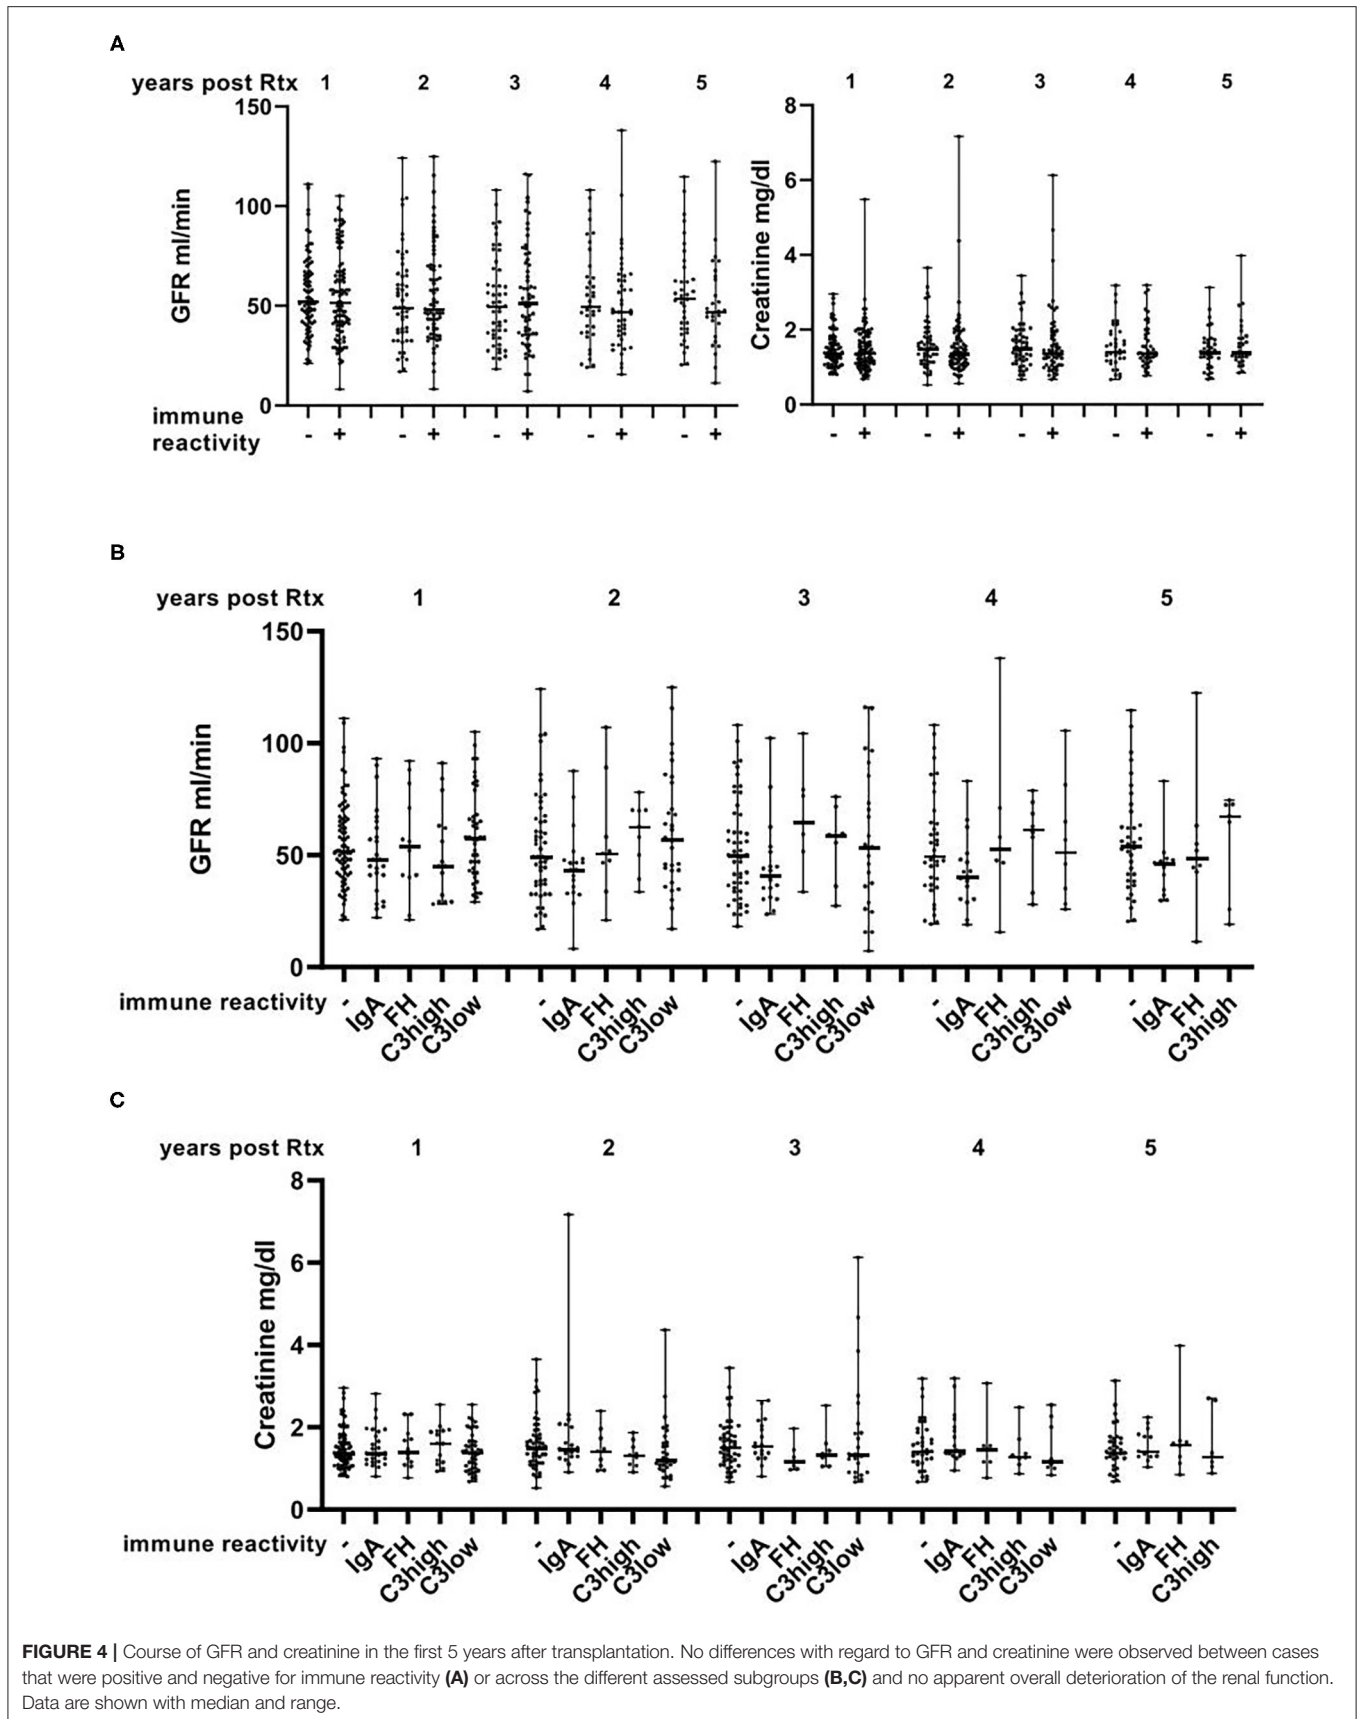 A
years post Rtx 1 2 3 4 5
150
100
50
0
GFR ml/min
immune
reactivity
- + - + - + - + - +
1 2 3 4 5
8
6
4
2
0
Creatinine mg/dl
- + - + - + - + - +
B
years post Rtx 1 2 3 4 5
150
100
50
0
GFR ml/min
immune reactivity - IgA FH C3high C3low - IgA FH C3high C3low - IgA FH C3high C3low - IgA FH C3high C3low - IgA FH C3high
C
years post Rtx 1 2 3 4 5
8
6
4
2
0
Creatinine mg/dl
immune reactivity - IgA FH C3high C3low - IgA FH C3high C3low - IgA FH C3high C3low - IgA FH C3high C3low - IgA FH C3high
FIGURE 4 | Course of GFR and creatinine in the first 5 years after transplantation. No differences with regard to GFR and creatinine were observed between cases
that were positive and negative for immune reactivity (A) or across the different assessed subgroups (B,C) and no apparent overall deterioration of the renal function.
Data are shown with median and range.